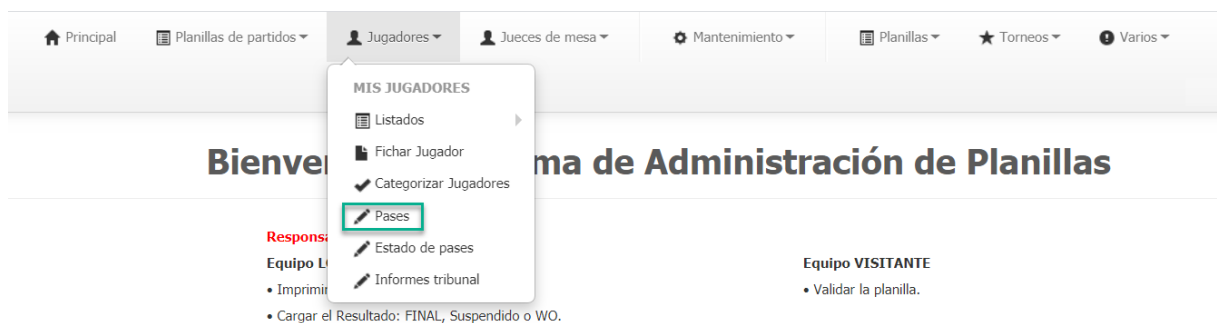 Principal Planillas de partidos Jugadores Jueces de mesa Mantenimiento Planillas Torneos Varios
MIS JUGADORES
Listados
Fichar Jugador
Categorizar Jugadores
Pases
Estado de pases
Informes tribunal
Bienve ma de Administración de Planillas
Respons
Equipo L
• Imprimi
• Cargar el Resultado: FINAL, Suspendido o WO.
Equipo VISITANTE
• Validar la planilla.